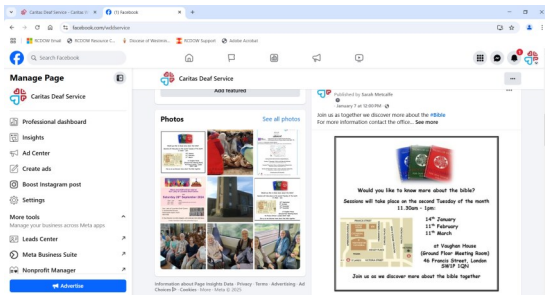 Caritas Deaf Service - Caritas St
(1) Facebook
facebook.com/wdsfservice
RCDOW Email
RCDOW Resource C...
Diocese of Westmin...
RCDOW Support
Adobe Acrobat
Search Facebook
Manage Page
Caritas Deaf Service
Professional dashboard
Insights
Ad Center
Create ads
Boost Instagram post
Settings
More tools
Manage your business across Meta apps
Leads Center
Meta Business Suite
Nonprofit Manager
Advertise
Caritas Deaf Service
Add featured
Photos
See all photos
Information about Page Insights Data · Privacy · Terms · Advertising · Ad
Choices · Cookies · More · Meta © 2025
Published by Sarah Metcalfe
January 7 at 12:00 PM
Join us as together we discover more about the #Bible
For more information contact the office... See more
Would you like to know more about the bible?
Sessions will take place on the second Tuesday of the month
11.30am - 1pm:
14th January
11th February
11th March
at Vaughan House
(Ground Floor Meeting Room)
46 Francis Street, London
SW1P 1QN
Join us as we discover more about the bible together